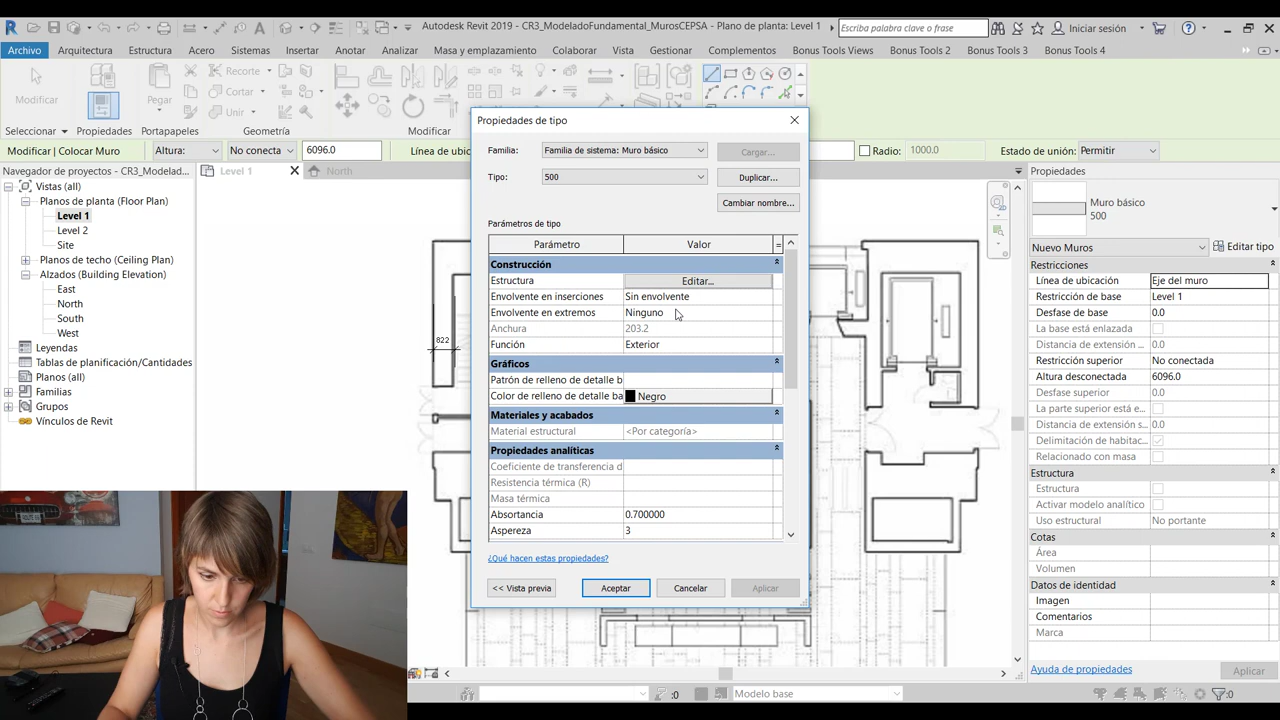 Autodesk Revit 2019 - CR3_ModeladoFundamental_MurosCEPSA - Plano de planta: Level 1
Escriba palabra clave o frase
Iniciar sesión
Archivo Arquitectura Estructura Acero Sistemas Insertar Anotar Analizar Masa y emplazamiento Colaborar Vista Gestionar Complementos Bonus Tools Views Bonus Tools 2 Bonus Tools 3 Bonus Tools 4
Modificar
Pegar
Recorte
Cortar
Unir
Seleccionar Propiedades Portapapeles Geometría Modificar
Modificar | Colocar Muro Altura: No conecta 6096.0 Línea de ubic Radio: 1000.0 Estado de unión: Permitir
Navegador de proyectos - CR3_Modelad...
Vistas (all)
Planos de planta (Floor Plan)
Level 1
Level 2
Site
Planos de techo (Ceiling Plan)
Alzados (Building Elevation)
East
North
South
West
Leyendas
Tablas de planificación/Cantidades
Planos (all)
Familias
Grupos
Vínculos de Revit
Level 1
North
822
Propiedades de tipo
Familia: Familia de sistema: Muro básico Cargar...
Tipo: 500 Duplicar...
Cambiar nombre...
Parámetros de tipo
Parámetro Valor =
Construcción
Estructura Editar...
Envolvente en inserciones Sin envolvente
Envolvente en extremos Ninguno
Anchura 203.2
Función Exterior
Gráficos
Patrón de relleno de detalle b
Color de relleno de detalle ba Negro
Materiales y acabados
Material estructural <Por categoría>
Propiedades analíticas
Coeficiente de transferencia d
Resistencia térmica (R)
Masa térmica
Absortancia 0.700000
Aspereza 3
¿Qué hacen estas propiedades?
<< Vista previa Aceptar Cancelar Aplicar
Propiedades
Muro básico
500
Nuevo Muros Editar tipo
Restricciones
Línea de ubicación Eje del muro
Restricción de base Level 1
Desfase de base 0.0
La base está enlazada
Distancia de extensión ... 0.0
Restricción superior No conectada
Altura desconectada 6096.0
Desfase superior 0.0
La parte superior está e...
Distancia de extensión s... 0.0
Delimitación de habitac...
Relacionado con masa
Estructura
Estructura
Activar modelo analítico
Uso estructural No portante
Cotas
Área
Volumen
Datos de identidad
Imagen
Comentarios
Marca
Ayuda de propiedades Aplicar
:0 Modelo base :0